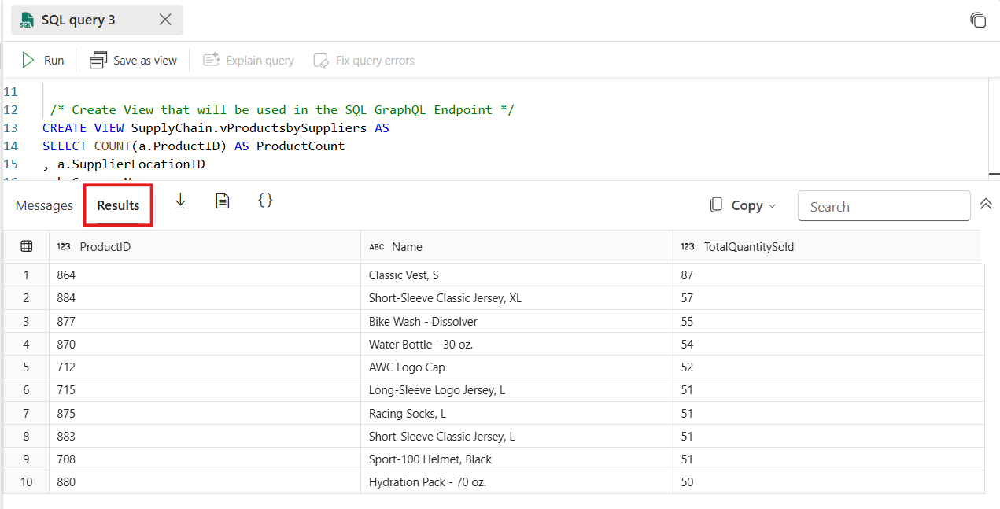 SQL query 3
Run Save as view Explain query Fix query errors
11
12 /* Create View that will be used in the SQL GraphQL Endpoint */
13 CREATE VIEW SupplyChain.vProductsbySuppliers AS
14 SELECT COUNT(a.ProductID) AS ProductCount
15 , a.SupplierLocationID
Messages Results {} Copy Search
123 ProductID ABC Name 123 TotalQuantitySold
1 864 Classic Vest, S 87
2 884 Short-Sleeve Classic Jersey, XL 57
3 877 Bike Wash - Dissolver 55
4 870 Water Bottle - 30 oz. 54
5 712 AWC Logo Cap 52
6 715 Long-Sleeve Logo Jersey, L 51
7 875 Racing Socks, L 51
8 883 Short-Sleeve Classic Jersey, L 51
9 708 Sport-100 Helmet, Black 51
10 880 Hydration Pack - 70 oz. 50